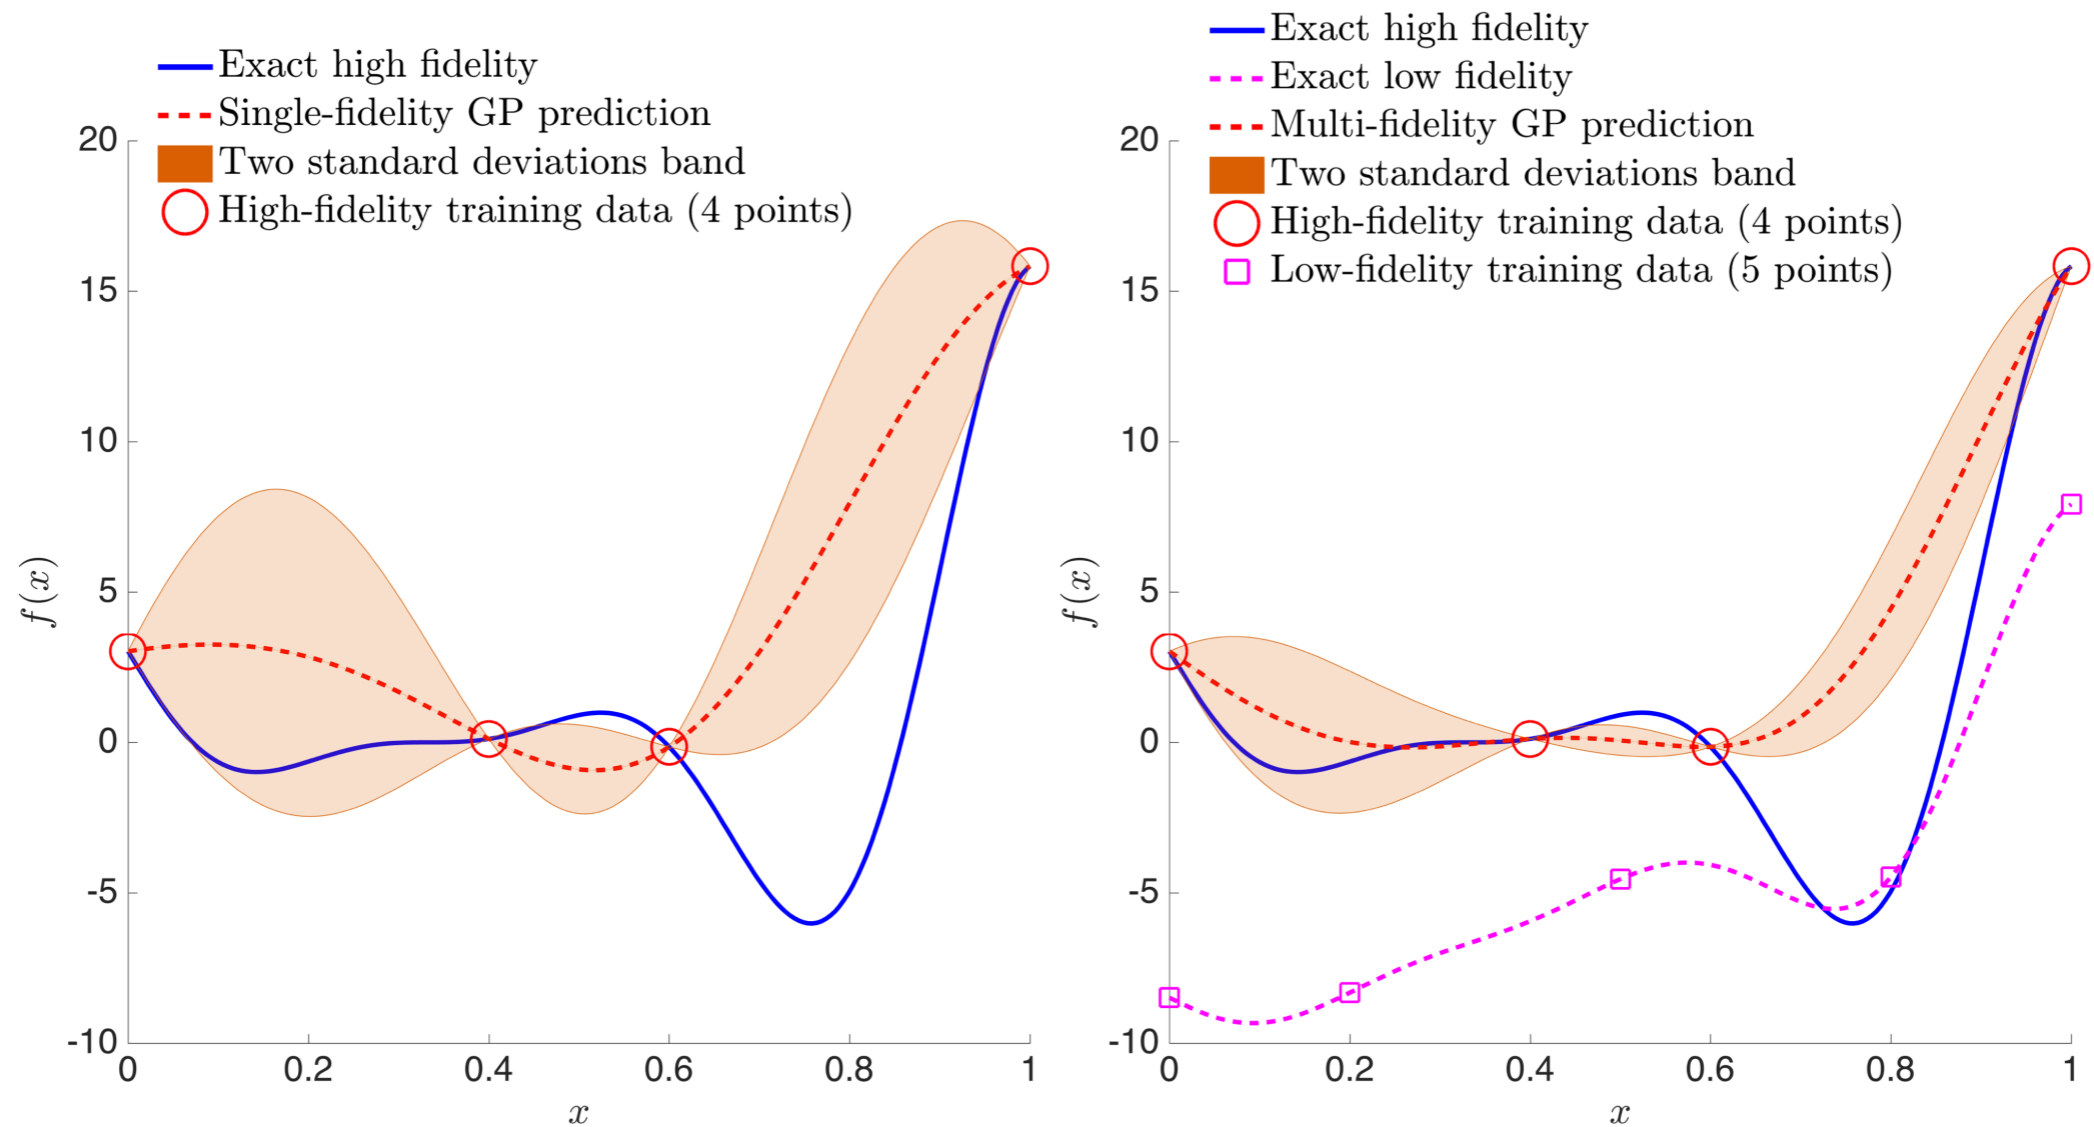 Exact high fidelity
Single-fidelity GP prediction
Two standard deviations band
High-fidelity training data (4 points)
20
15
10
5
0
-5
-10
0
0.2
0.4
0.6
0.8
1
x
f(x)
Exact high fidelity
Exact low fidelity
Multi-fidelity GP prediction
Two standard deviations band
High-fidelity training data (4 points)
Low-fidelity training data (5 points)
20
15
10
5
0
-5
-10
0
0.2
0.4
0.6
0.8
1
x
f(x)